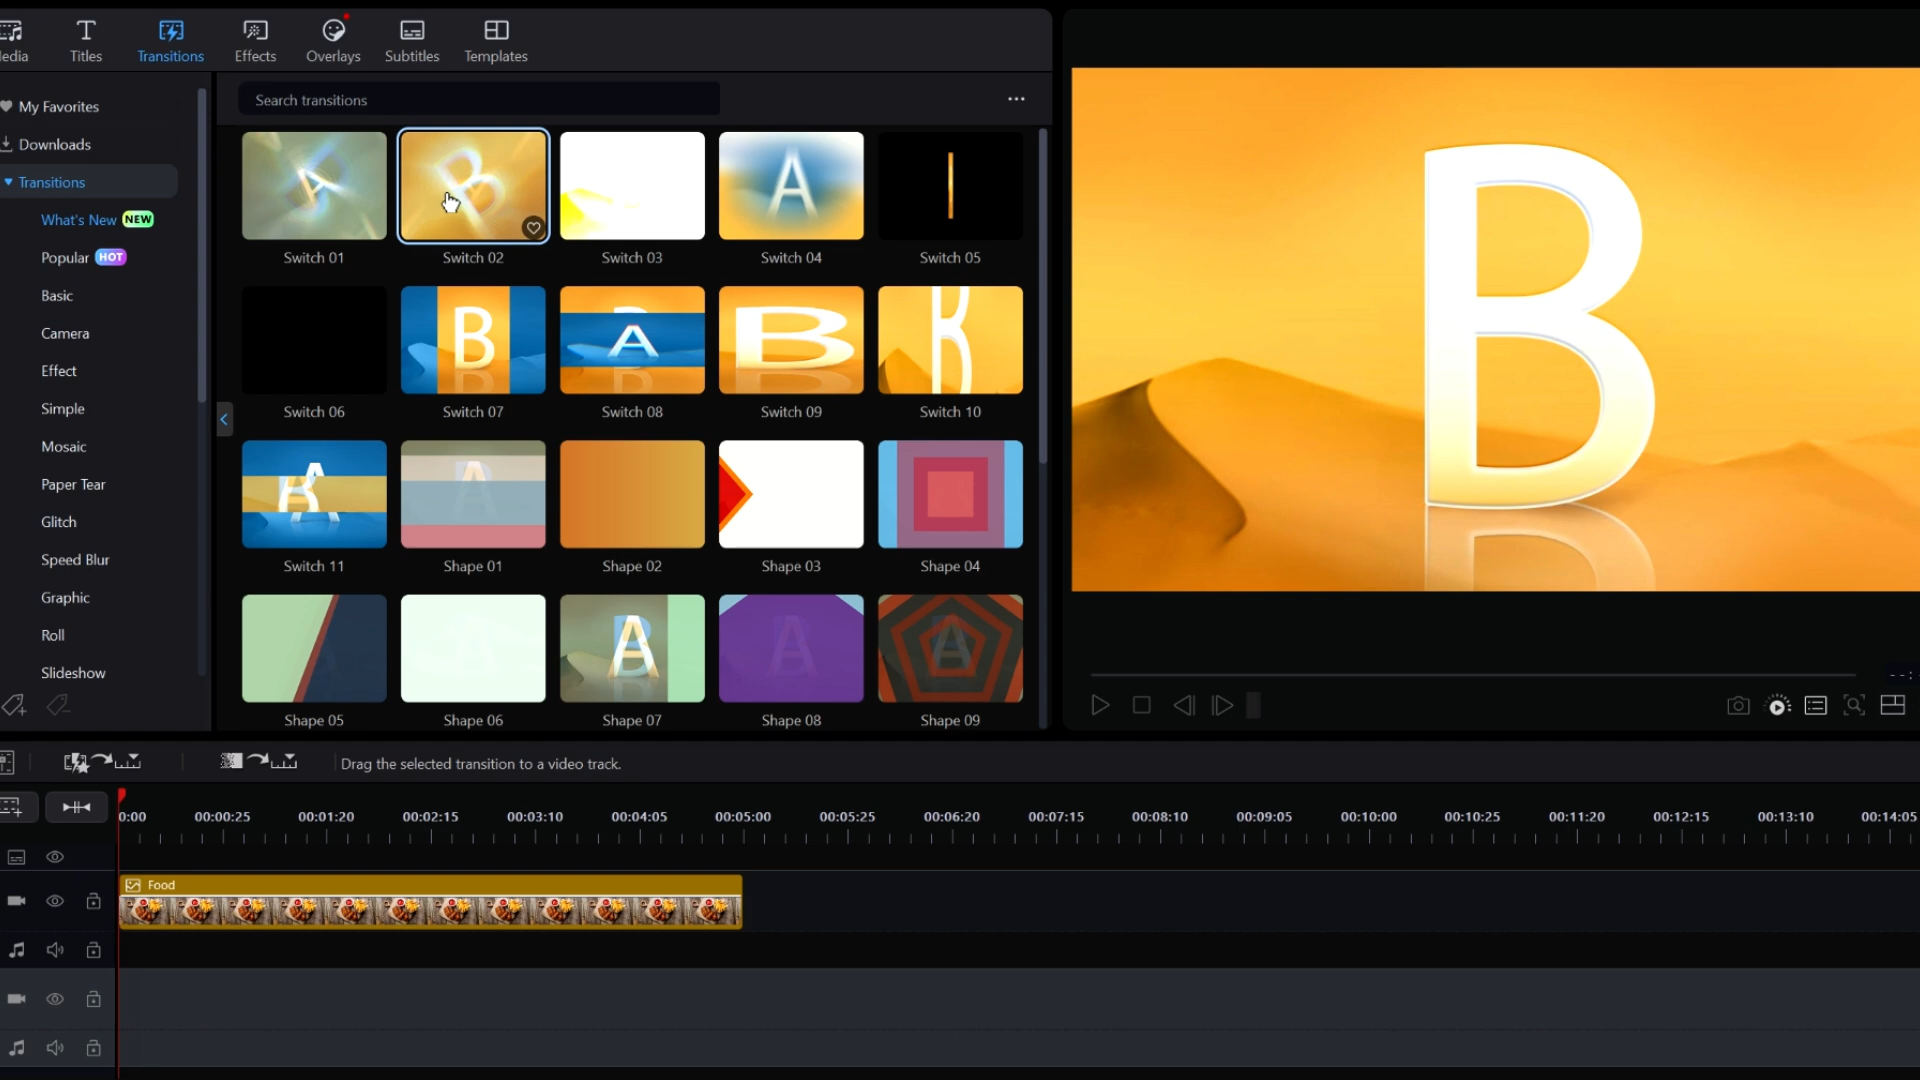 edia
Titles
Transitions
Effects
Overlays
Subtitles
Templates
My Favorites
Downloads
Transitions
What's New NEW
Popular HOT
Basic
Camera
Effect
Simple
Mosaic
Paper Tear
Glitch
Speed Blur
Graphic
Roll
Slideshow
Search transitions
A
B
A
Switch 01
Switch 02
Switch 03
Switch 04
Switch 05
B
A
B
Switch 06
Switch 07
Switch 08
Switch 09
Switch 10
A
A
Switch 11
Shape 01
Shape 02
Shape 03
Shape 04
A
A
A
Shape 05
Shape 06
Shape 07
Shape 08
Shape 09
B
--:
Drag the selected transition to a video track.
0:00 00:00:25 00:01:20 00:02:15 00:03:10 00:04:05 00:05:00 00:05:25 00:06:20 00:07:15 00:08:10 00:09:05 00:10:00 00:10:25 00:11:20 00:12:15 00:13:10 00:14:05
Food